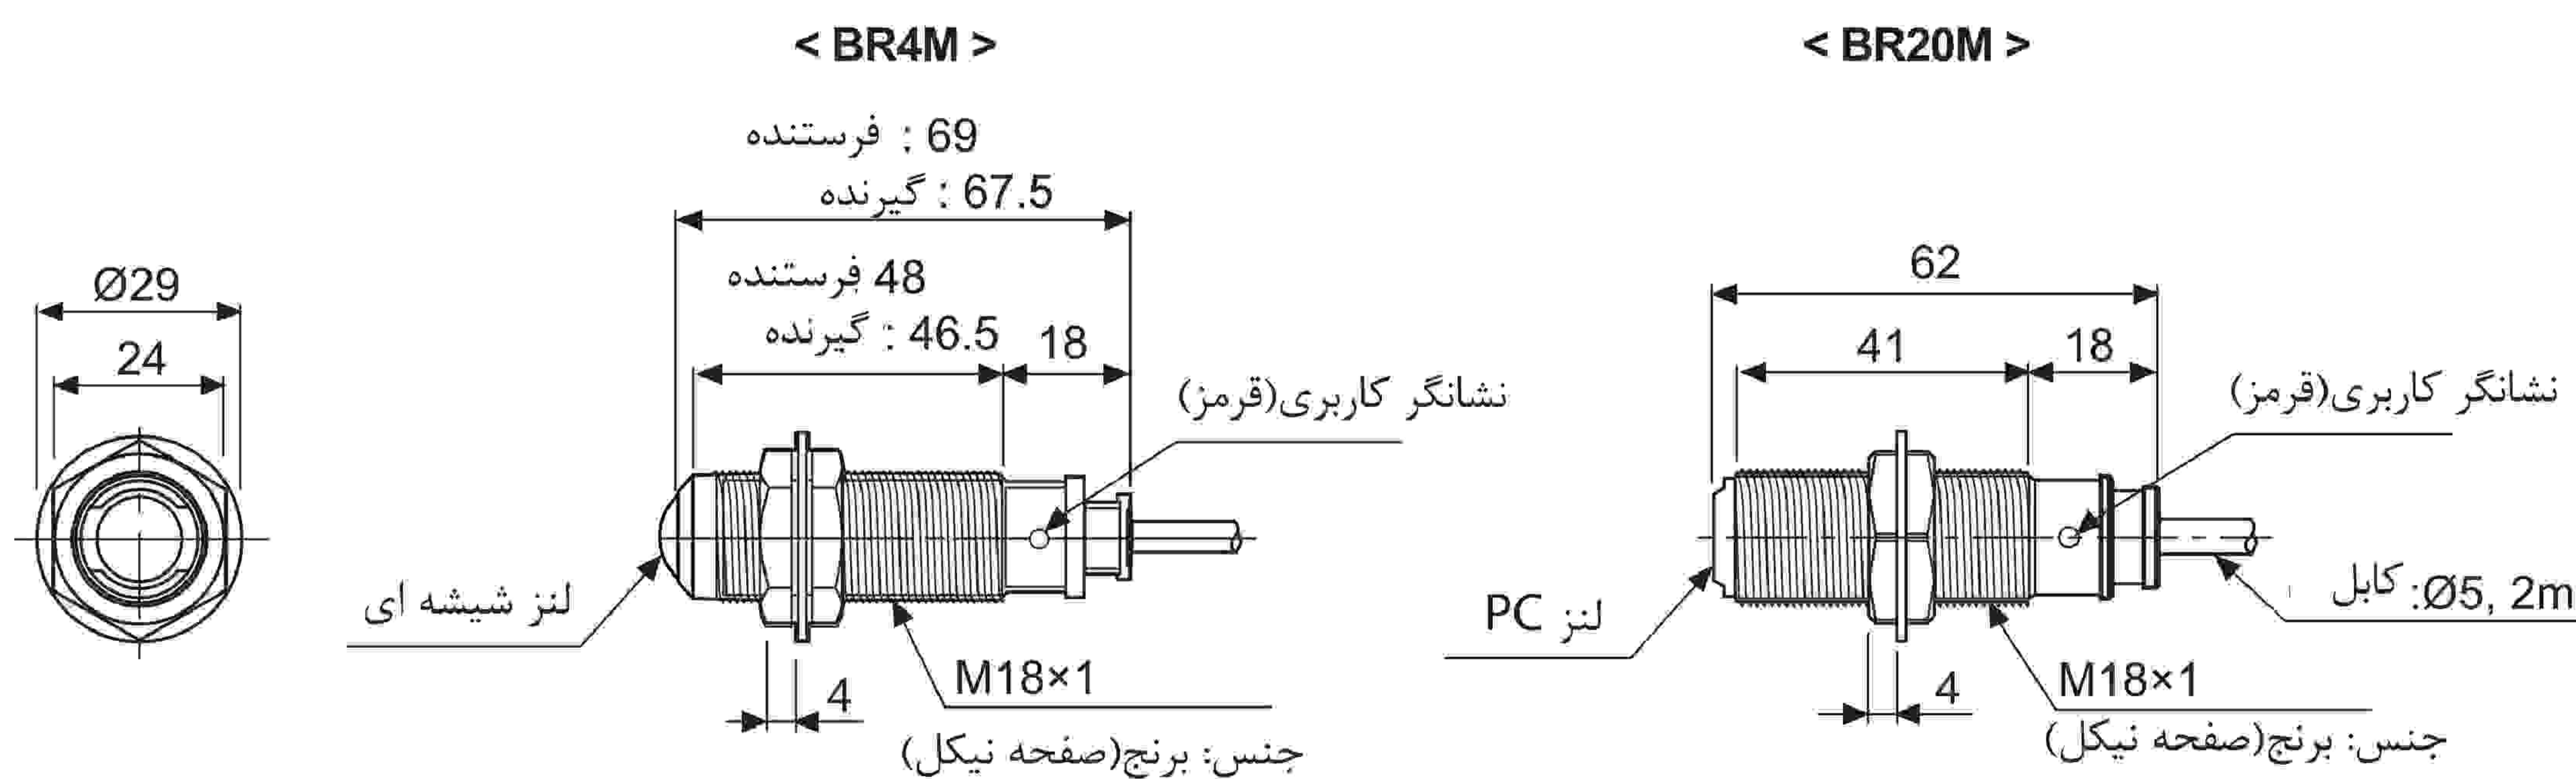 < BR4M >
فرستنده : 69
گیرنده : 67.5
فرستنده 48
گیرنده : 46.5
18
نشانگر کاربری(قرمز)
لنز شیشه ای
4
M18×1
جنس: برنج(صفحه نیکل)
Ø29
24
< BR20M >
62
41
18
نشانگر کاربری(قرمز)
کابل :Ø5, 2m
لنز PC
4
M18×1
جنس: برنج(صفحه نیکل)